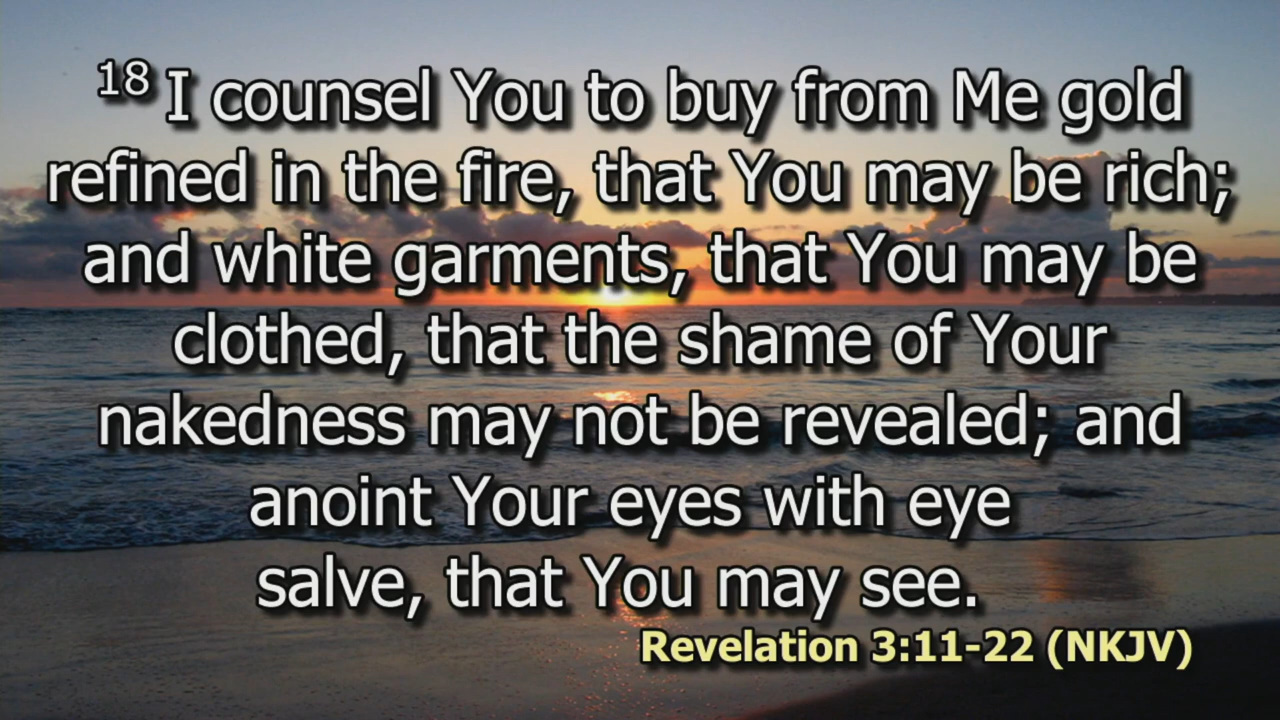 18 I counsel You to buy from Me gold
refined in the fire, that You may be rich;
and white garments, that You may be
clothed, that the shame of Your
nakedness may not be revealed; and
anoint Your eyes with eye
salve, that You may see.
Revelation 3:11-22 (NKJV)